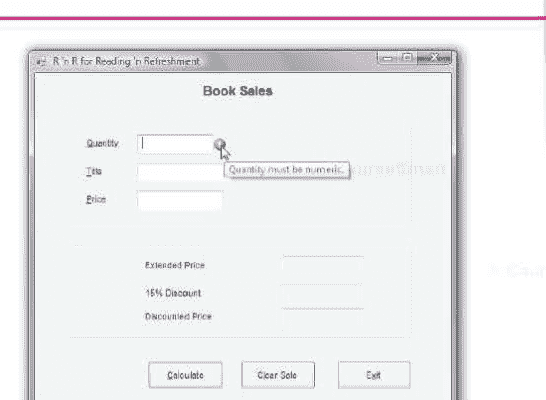 R 'n R for Reading 'n Refreshment
Book Sales
Quantity
Quantity must be numeric.
Title
Price
Extended Price
15% Discount
Discounted Price
Calculate
Clear Sale
Exit